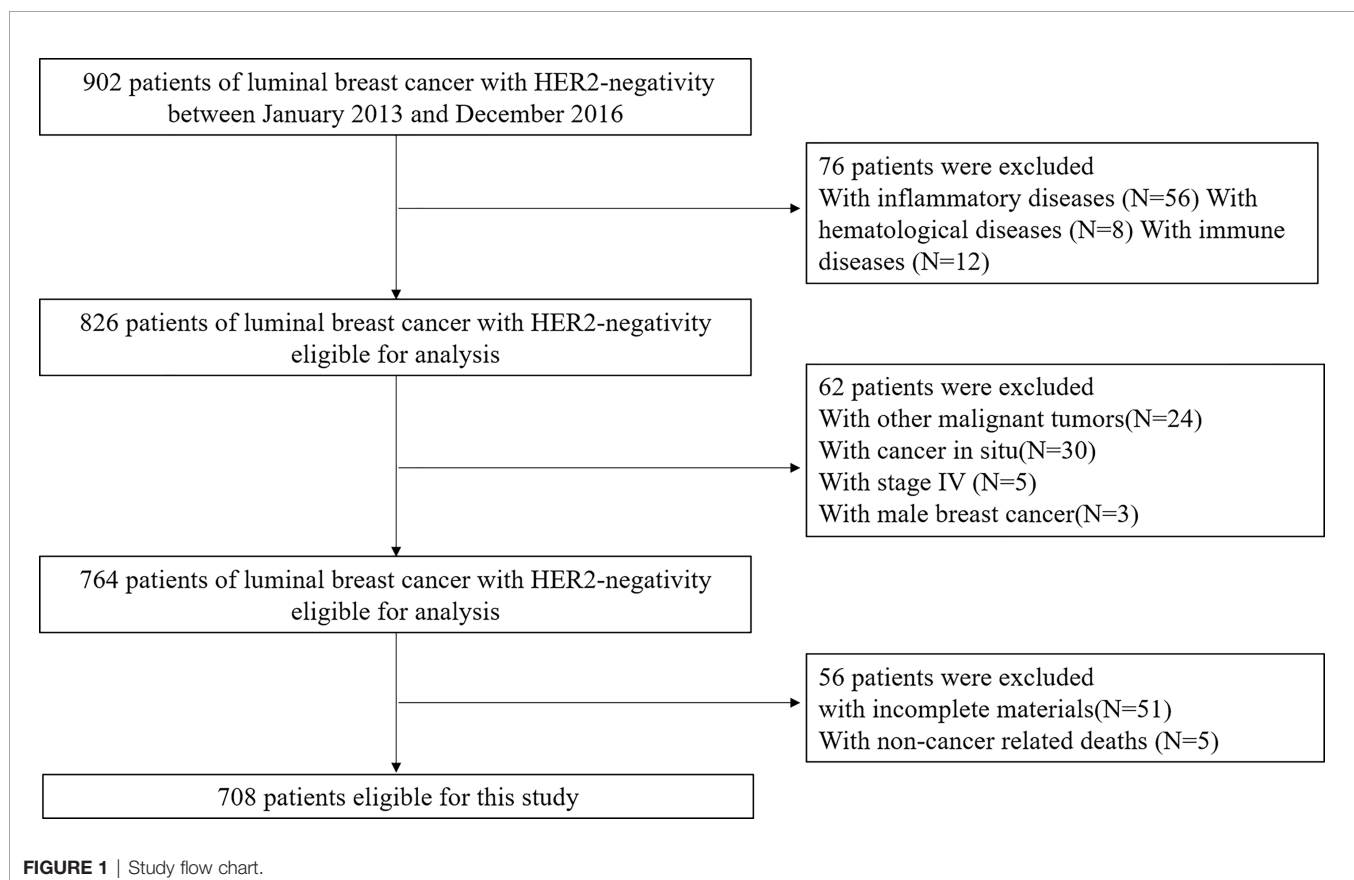 902 patients of luminal breast cancer with HER2-negativity
between January 2013 and December 2016
76 patients were excluded
With inflammatory diseases (N=56) With
hematological diseases (N=8) With immune
diseases (N=12)
826 patients of luminal breast cancer with HER2-negativity
eligible for analysis
62 patients were excluded
With other malignant tumors(N=24)
With cancer in situ(N=30)
With stage IV (N=5)
With male breast cancer(N=3)
764 patients of luminal breast cancer with HER2-negativity
eligible for analysis
56 patients were excluded
with incomplete materials(N=51)
With non-cancer related deaths (N=5)
708 patients eligible for this study
FIGURE 1 | Study flow chart.